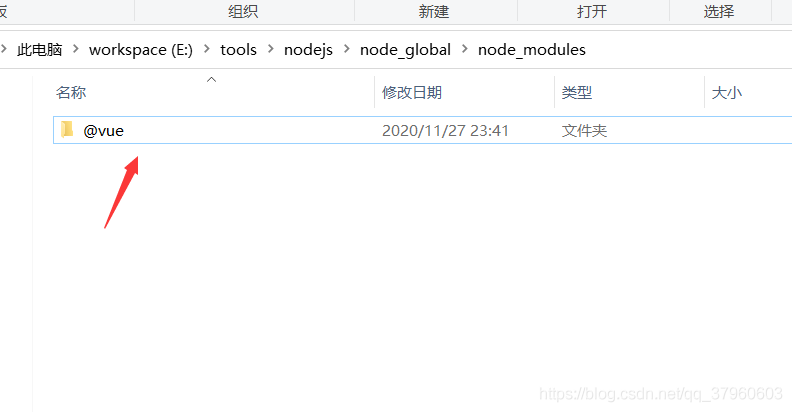 板 组织 新建 打开 选择
此电脑 > workspace (E:) > tools > nodejs > node_global > node_modules
名称 修改日期 类型 大小
@vue 2020/11/27 23:41 文件夹
https://blog.csdn.net/qq_37960603